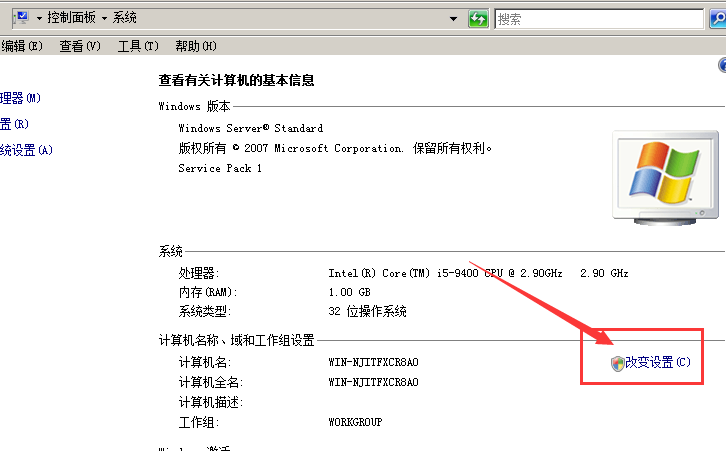 控制面板 系统 搜索
编辑(E) 查看(V) 工具(T) 帮助(H)
查看有关计算机的基本信息
理器(M)
Windows 版本
置(R)
Windows Server® Standard
统设置(A)
版权所有 © 2007 Microsoft Corporation. 保留所有权利。
Service Pack 1
系统
处理器: Intel(R) Core(TM) i5-9400 CPU @ 2.90GHz 2.90 GHz
内存(RAM): 1.00 GB
系统类型: 32 位操作系统
计算机名称、域和工作组设置
计算机名: WIN-NJITFXCR8AO 改变设置(C)
计算机全名: WIN-NJITFXCR8AO
计算机描述:
工作组: WORKGROUP
Windows 激活